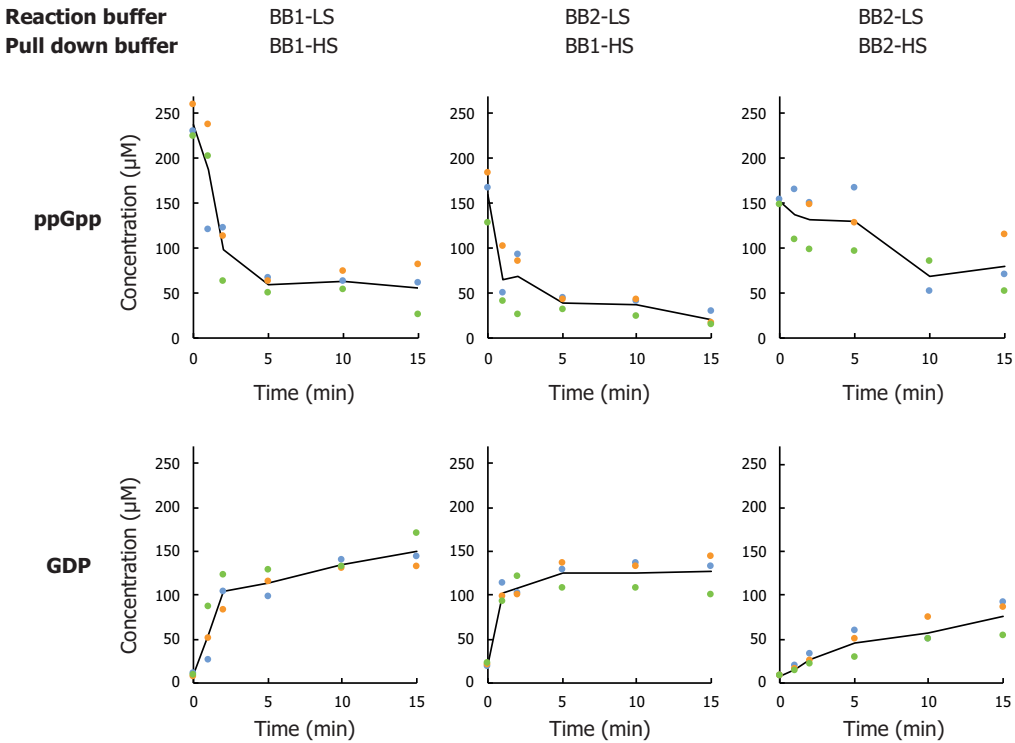 Reaction buffer BB1-LS BB2-LS BB2-LS
Pull down buffer BB1-HS BB1-HS BB2-HS
ppGpp
Concentration (µM)
250 250 250
200 200 200
150 150 150
100 100 100
50 50 50
0 0 0
0 5 10 15 0 5 10 15 0 5 10 15
Time (min) Time (min) Time (min)
GDP
Concentration (µM)
250 250 250
200 200 200
150 150 150
100 100 100
50 50 50
0 0 0
0 5 10 15 0 5 10 15 0 5 10 15
Time (min) Time (min) Time (min)